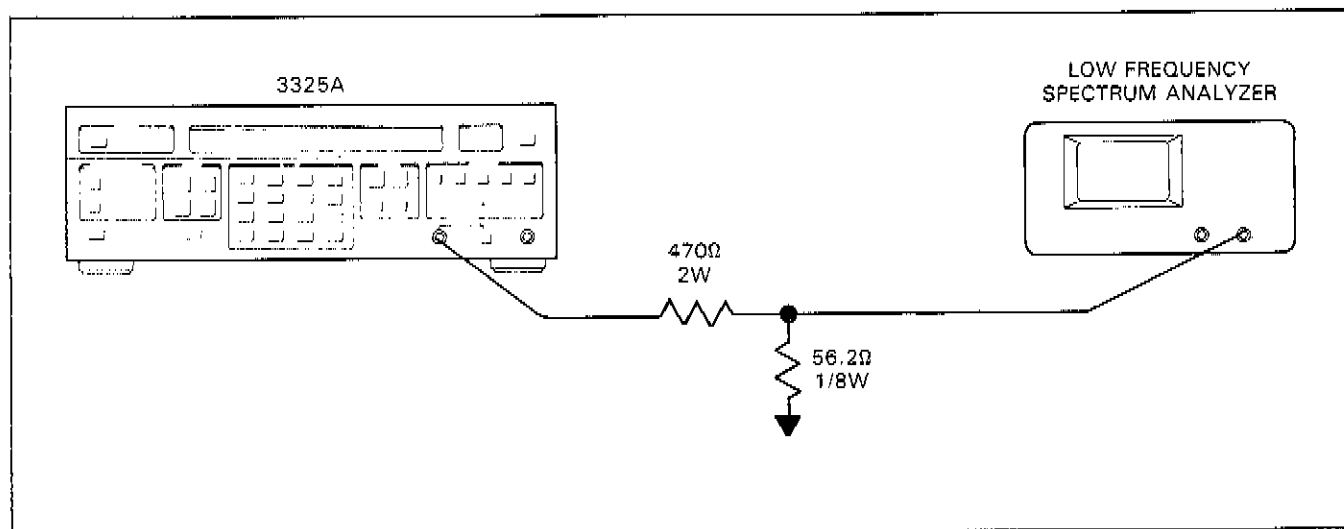 3325A
LOW FREQUENCY
SPECTRUM ANALYZER
470Ω
2W
56.2Ω
1/8W